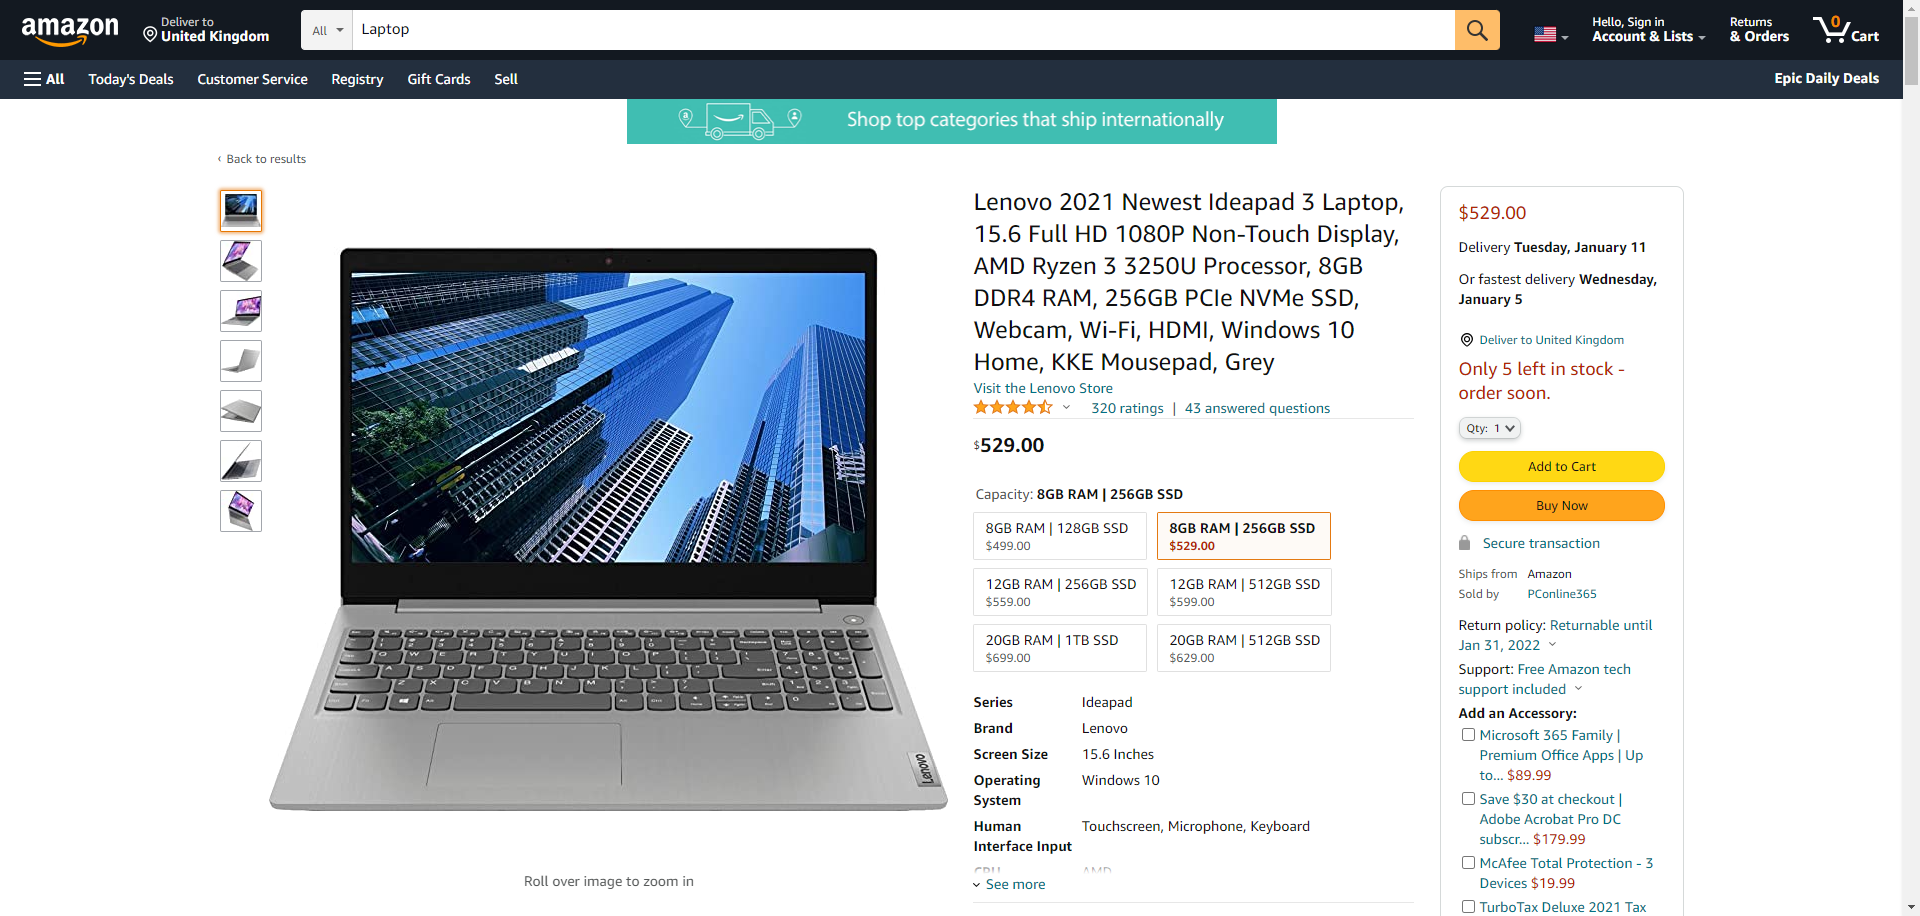 amazon
Deliver to
United Kingdom
All
Laptop
Hello, Sign in
Account & Lists
Returns
& Orders
0
Cart
All
Today's Deals
Customer Service
Registry
Gift Cards
Sell
Epic Daily Deals
Shop top categories that ship internationally
‹ Back to results
Lenovo 2021 Newest Ideapad 3 Laptop,
15.6 Full HD 1080P Non-Touch Display,
AMD Ryzen 3 3250U Processor, 8GB
DDR4 RAM, 256GB PCIe NVMe SSD,
Webcam, Wi-Fi, HDMI, Windows 10
Home, KKE Mousepad, Grey
Visit the Lenovo Store
320 ratings | 43 answered questions
$529.00
Capacity: 8GB RAM | 256GB SSD
8GB RAM | 128GB SSD
$499.00
8GB RAM | 256GB SSD
$529.00
12GB RAM | 256GB SSD
$559.00
12GB RAM | 512GB SSD
$599.00
20GB RAM | 1TB SSD
$699.00
20GB RAM | 512GB SSD
$629.00
Series Ideapad
Brand Lenovo
Screen Size 15.6 Inches
Operating System Windows 10
Human Interface Input Touchscreen, Microphone, Keyboard
CPU AMD
See more
Lenovo
Roll over image to zoom in
$529.00
Delivery Tuesday, January 11
Or fastest delivery Wednesday,
January 5
Deliver to United Kingdom
Only 5 left in stock -
order soon.
Qty: 1
Add to Cart
Buy Now
Secure transaction
Ships from Amazon
Sold by PConline365
Return policy: Returnable until
Jan 31, 2022
Support: Free Amazon tech
support included
Add an Accessory:
Microsoft 365 Family |
Premium Office Apps | Up
to... $89.99
Save $30 at checkout |
Adobe Acrobat Pro DC
subscr... $179.99
McAfee Total Protection - 3
Devices $19.99
TurboTax Deluxe 2021 Tax